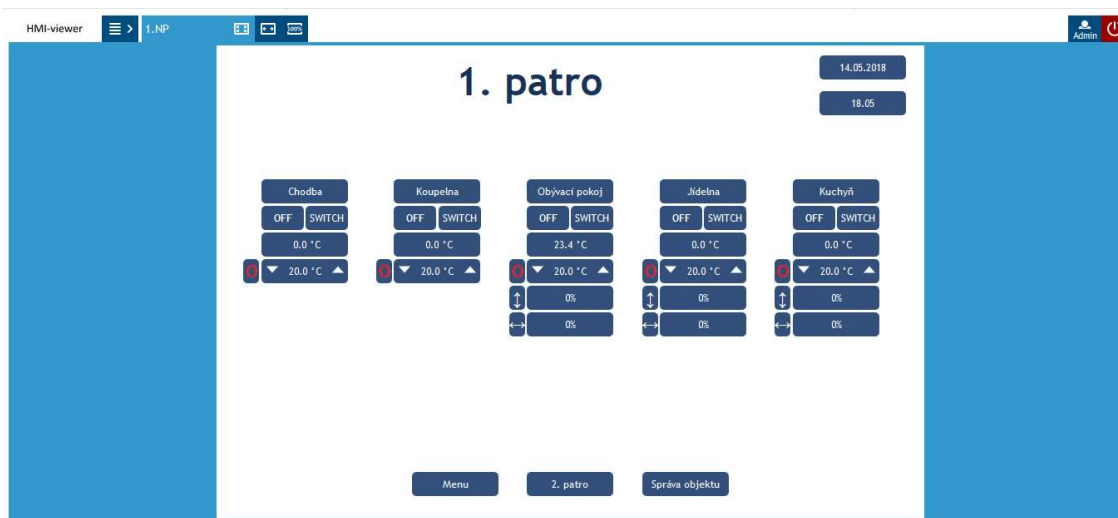 HMI-viewer 1.NP 100% Admin
1. patro
14.05.2018
18.05
Chodba Koupelna Obývací pokoj Jídelna Kuchyň
OFF SWITCH OFF SWITCH OFF SWITCH OFF SWITCH OFF SWITCH
0.0 °C 0.0 °C 23.4 °C 0.0 °C 0.0 °C
20.0 °C 20.0 °C 20.0 °C 20.0 °C 20.0 °C
0% 0% 0%
0% 0% 0%
Menu 2. patro Správa objektu